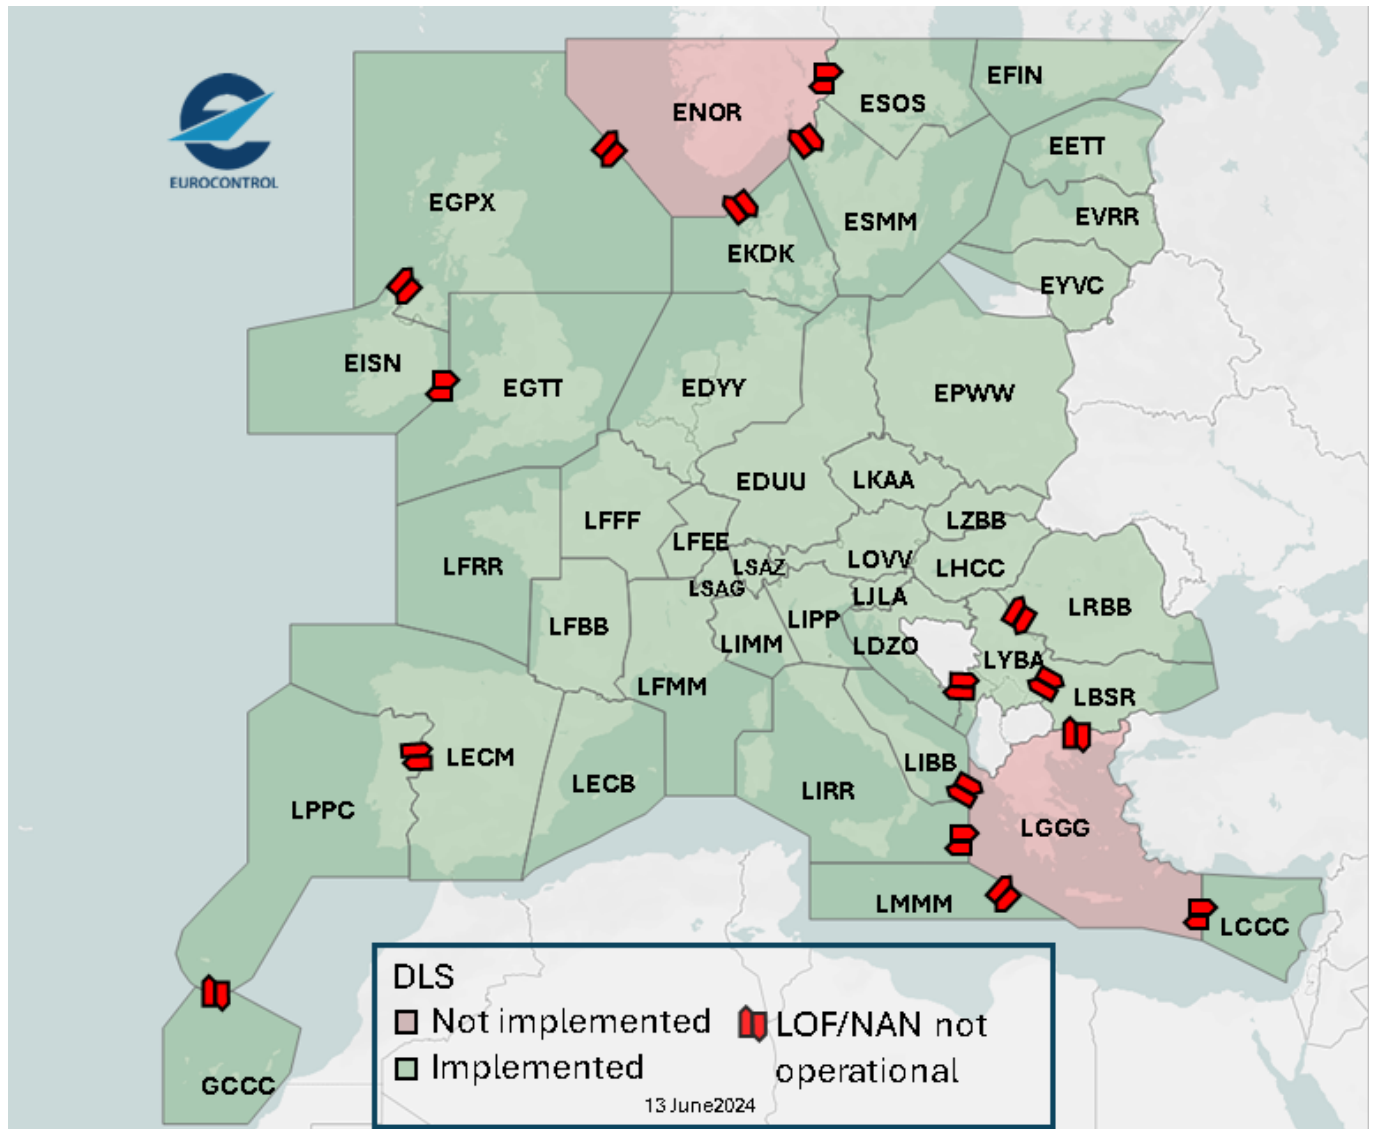 EUROCONTROL
ENOR
ESOS
EFIN
EETT
EGPX
ESMM
EVRR
EKDK
EYVC
EISN
EGTT
EDYY
EPWW
EDUU
LKAA
LFFF
LFEE
LZBB
LFRR
LSAZ
LOVV
LHCC
LSAG
LJLA
LRBB
LFBB
LIMM
LIPP
LDZO
LYBA
LFMM
LBSR
LECM
LECB
LIBB
LPPC
LIRR
LGGG
LMMM
LCCC
GCCC
DLS
Not implemented
Implemented
LOF/NAN not
operational
13 June2024